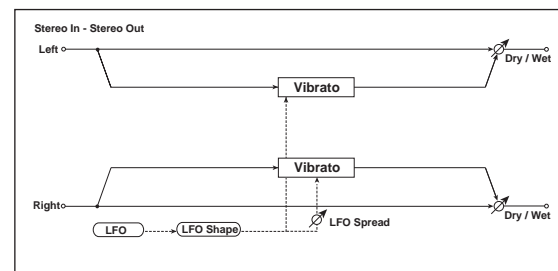 Stereo In - Stereo Out
Left
Dry / Wet
Vibrato
Vibrato
Right
LFO
LFO Shape
LFO Spread
Dry / Wet